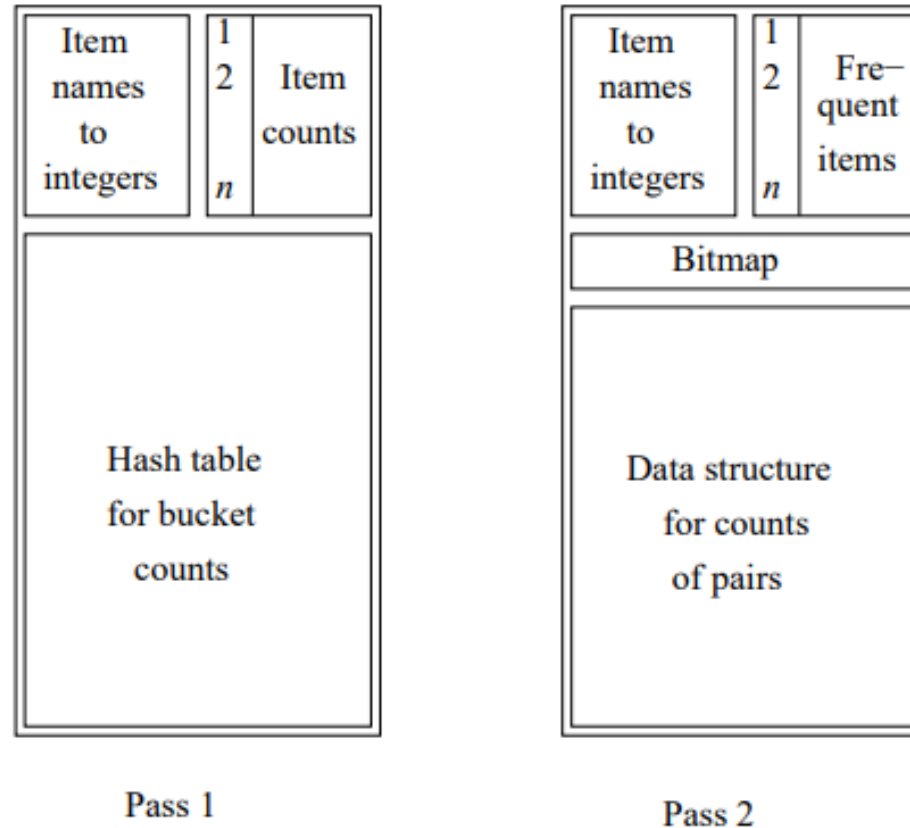 Item
names
to
integers
1
2
n
Item
counts
Hash table
for bucket
counts
Pass 1
Item
names
to
integers
1
2
n
Fre–
quent
items
Bitmap
Data structure
for counts
of pairs
Pass 2